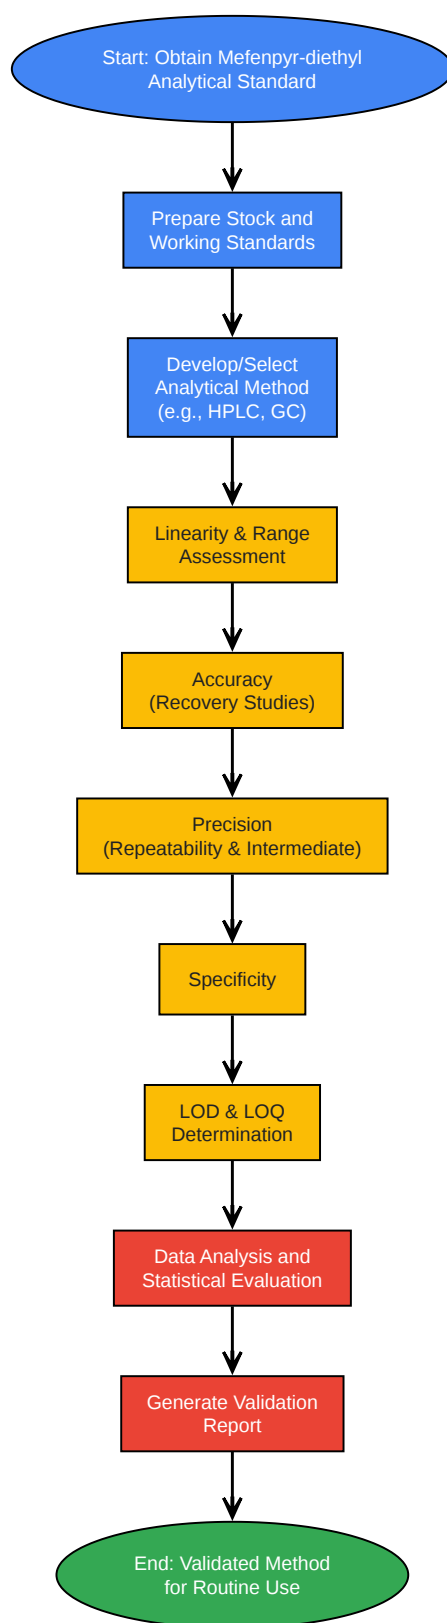 Start: Obtain Mefenpyr-diethyl
Analytical Standard
Prepare Stock and
Working Standards
Develop/Select
Analytical Method
(e.g., HPLC, GC)
Linearity & Range
Assessment
Accuracy
(Recovery Studies)
Precision
(Repeatability & Intermediate)
Specificity
LOD & LOQ
Determination
Data Analysis and
Statistical Evaluation
Generate Validation
Report
End: Validated Method
for Routine Use